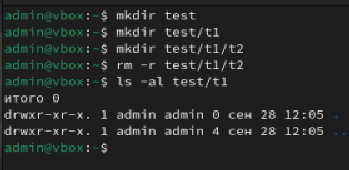 admin@vbox:~$ mkdir test
admin@vbox:~$ mkdir test/t1
admin@vbox:~$ mkdir test/t1/t2
admin@vbox:~$ rm -r test/t1/t2
admin@vbox:~$ ls -al test/t1
итого 0
drwxr-xr-x. 1 admin admin 0 сен 28 12:05 .
drwxr-xr-x. 1 admin admin 4 сен 28 12:05 ..
admin@vbox:~$